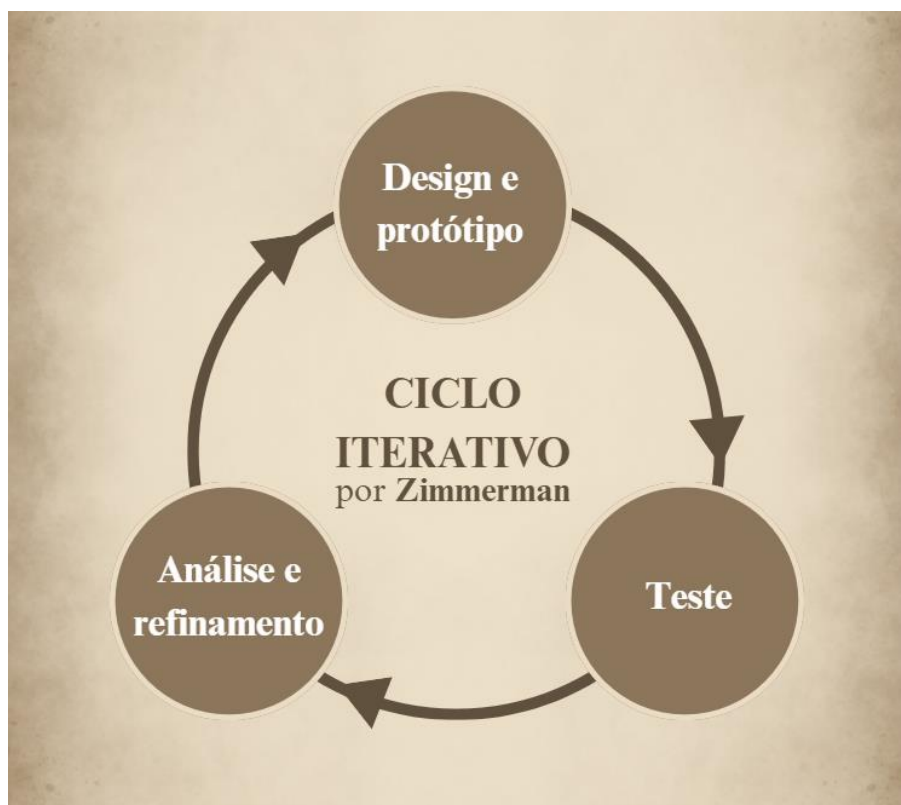 Design e
protótipo
CICLO
ITERATIVO
por Zimmerman
Análise e
refinamento
Teste